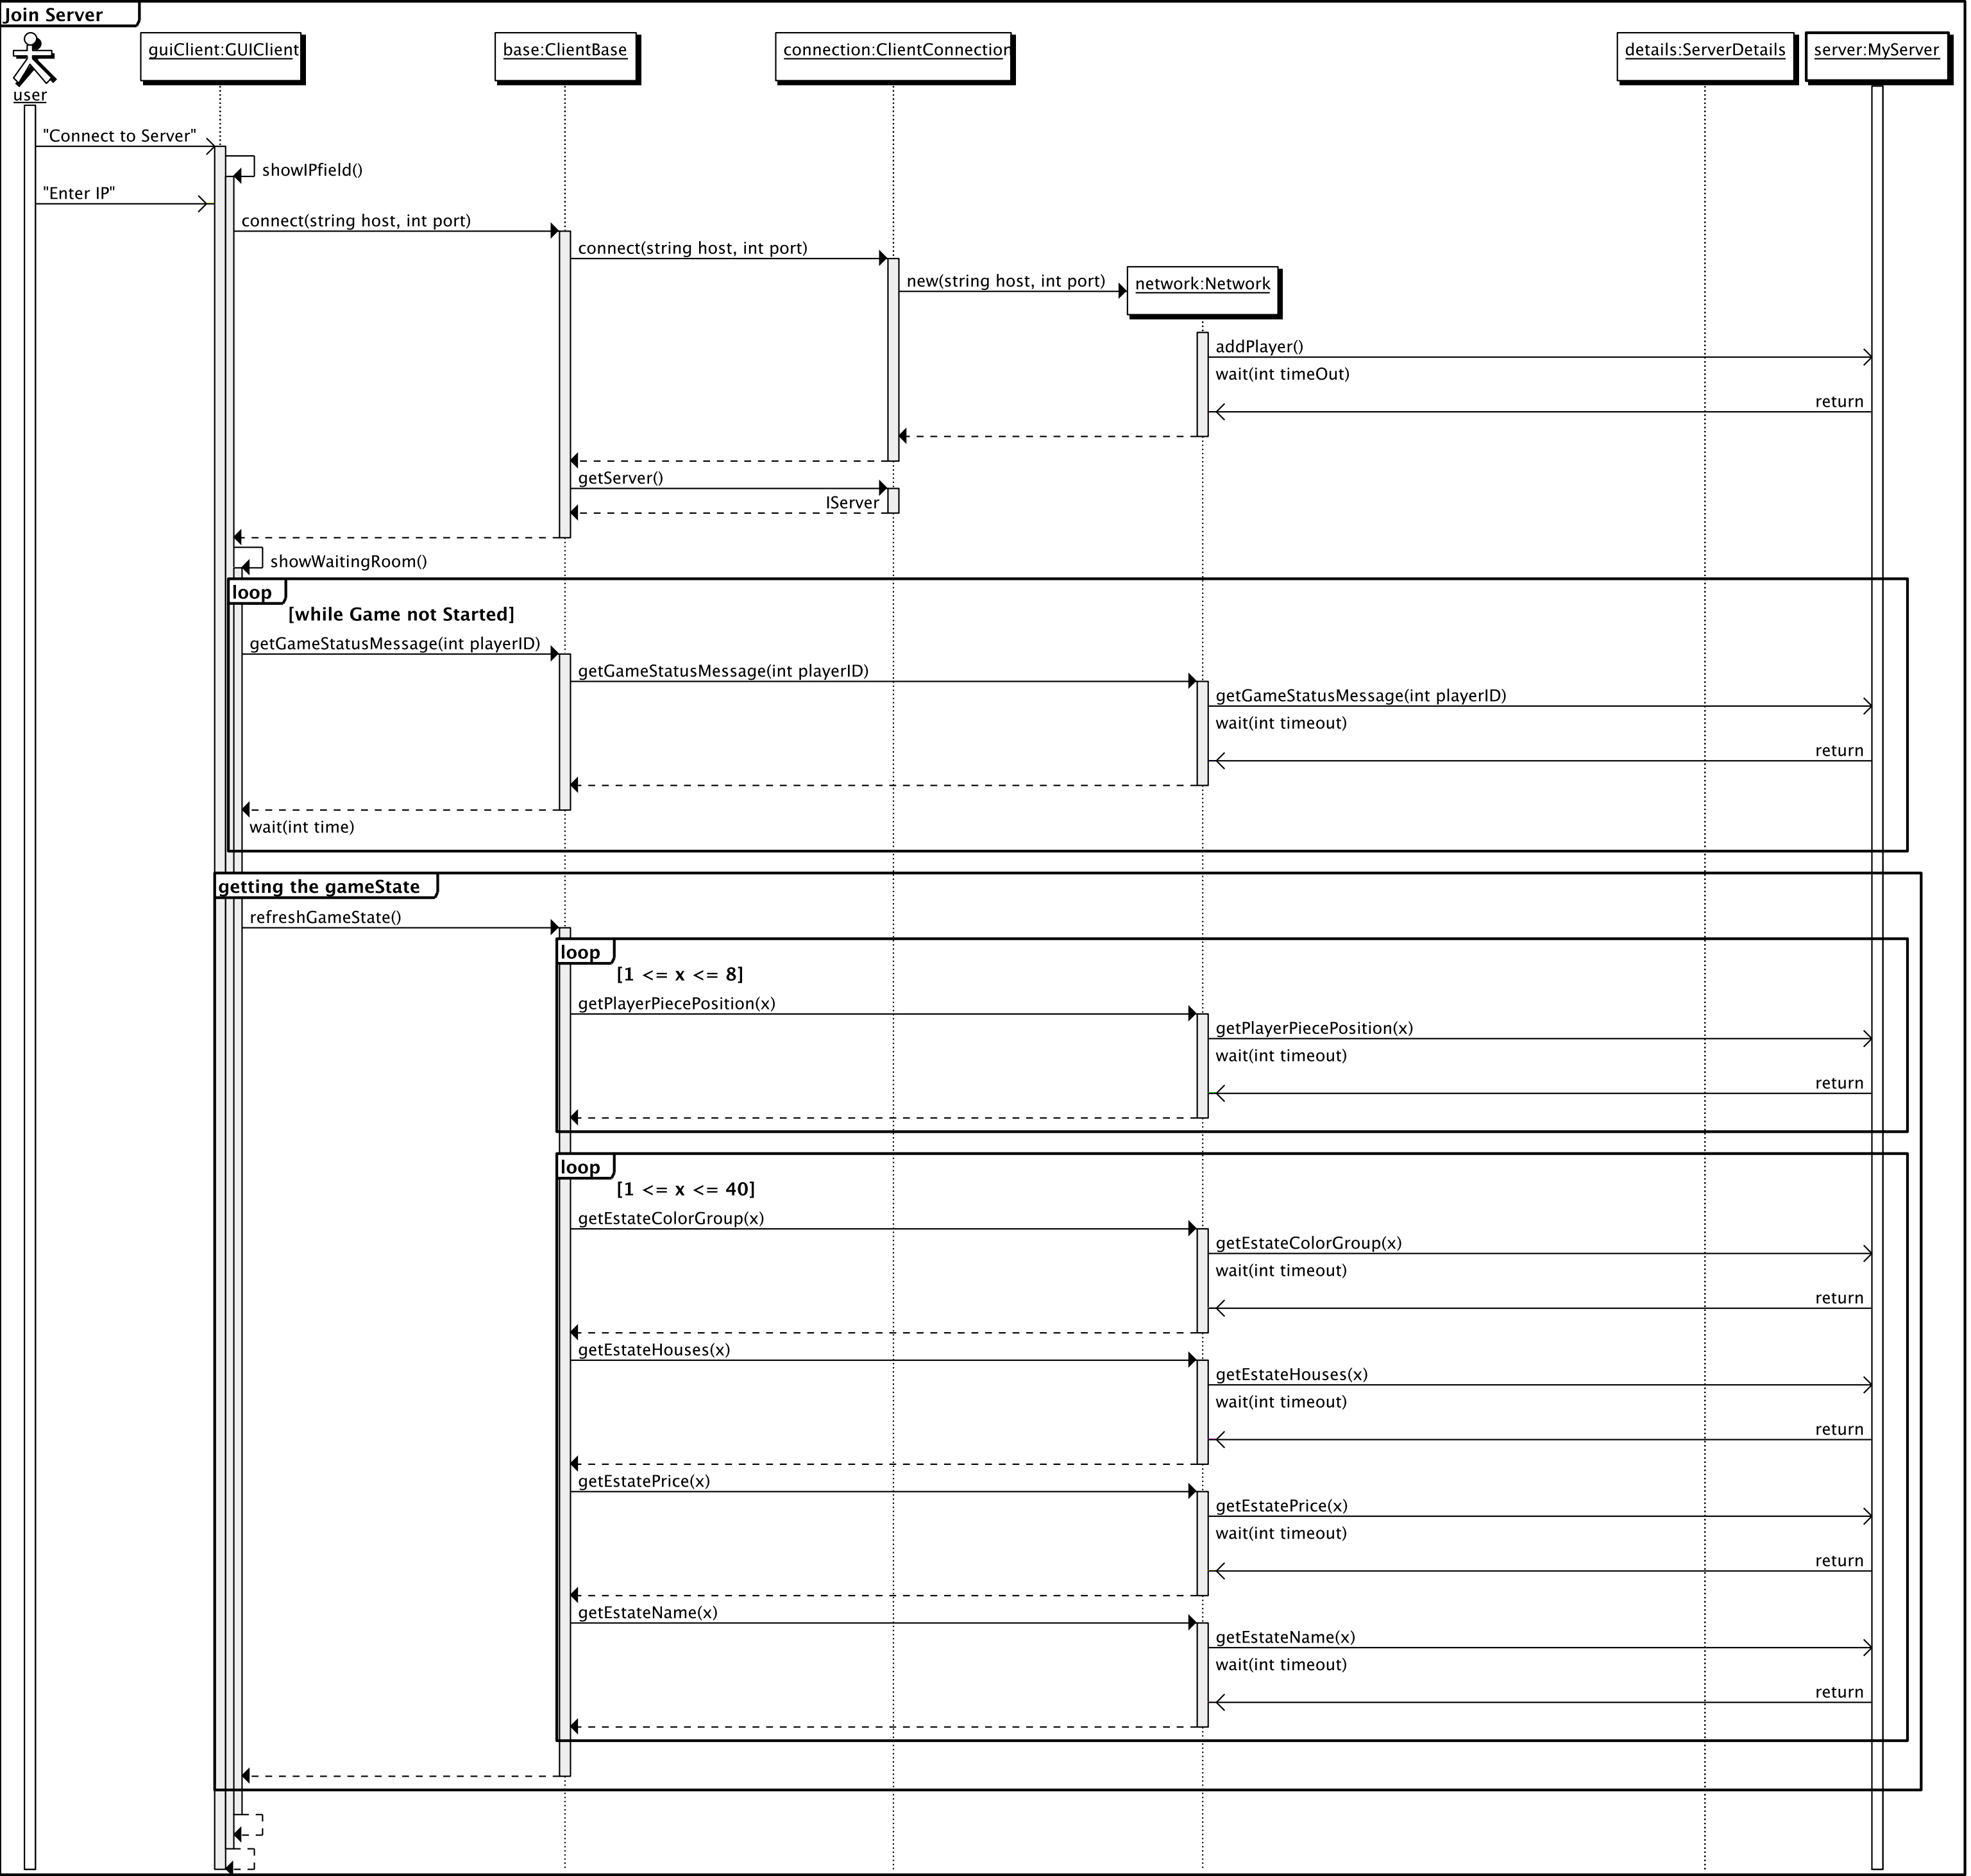 Join Server
guiClient:GUIClient
base:ClientBase
connection:ClientConnection
details:ServerDetails
server:MyServer
user
"Connect to Server"
showIPfield()
"Enter IP"
connect(string host, int port)
connect(string host, int port)
new(string host, int port)
network:Network
addPlayer()
wait(int timeOut)
return
getServer()
IServer
showWaitingRoom()
loop
[while Game not Started]
getGameStatusMessage(int playerID)
getGameStatusMessage(int playerID)
getGameStatusMessage(int playerID)
wait(int timeout)
return
wait(int time)
getting the gameState
refreshGameState()
loop
[1 <= x <= 8]
getPlayerPiecePosition(x)
getPlayerPiecePosition(x)
wait(int timeout)
return
loop
[1 <= x <= 40]
getEstateColorGroup(x)
getEstateColorGroup(x)
wait(int timeout)
return
getEstateHouses(x)
getEstateHouses(x)
wait(int timeout)
return
getEstatePrice(x)
getEstatePrice(x)
wait(int timeout)
return
getEstateName(x)
getEstateName(x)
wait(int timeout)
return